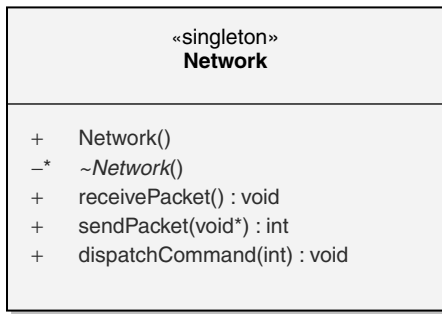 «singleton»
Network
+ Network()
–* ~Network()
+ receivePacket() : void
+ sendPacket(void*) : int
+ dispatchCommand(int) : void